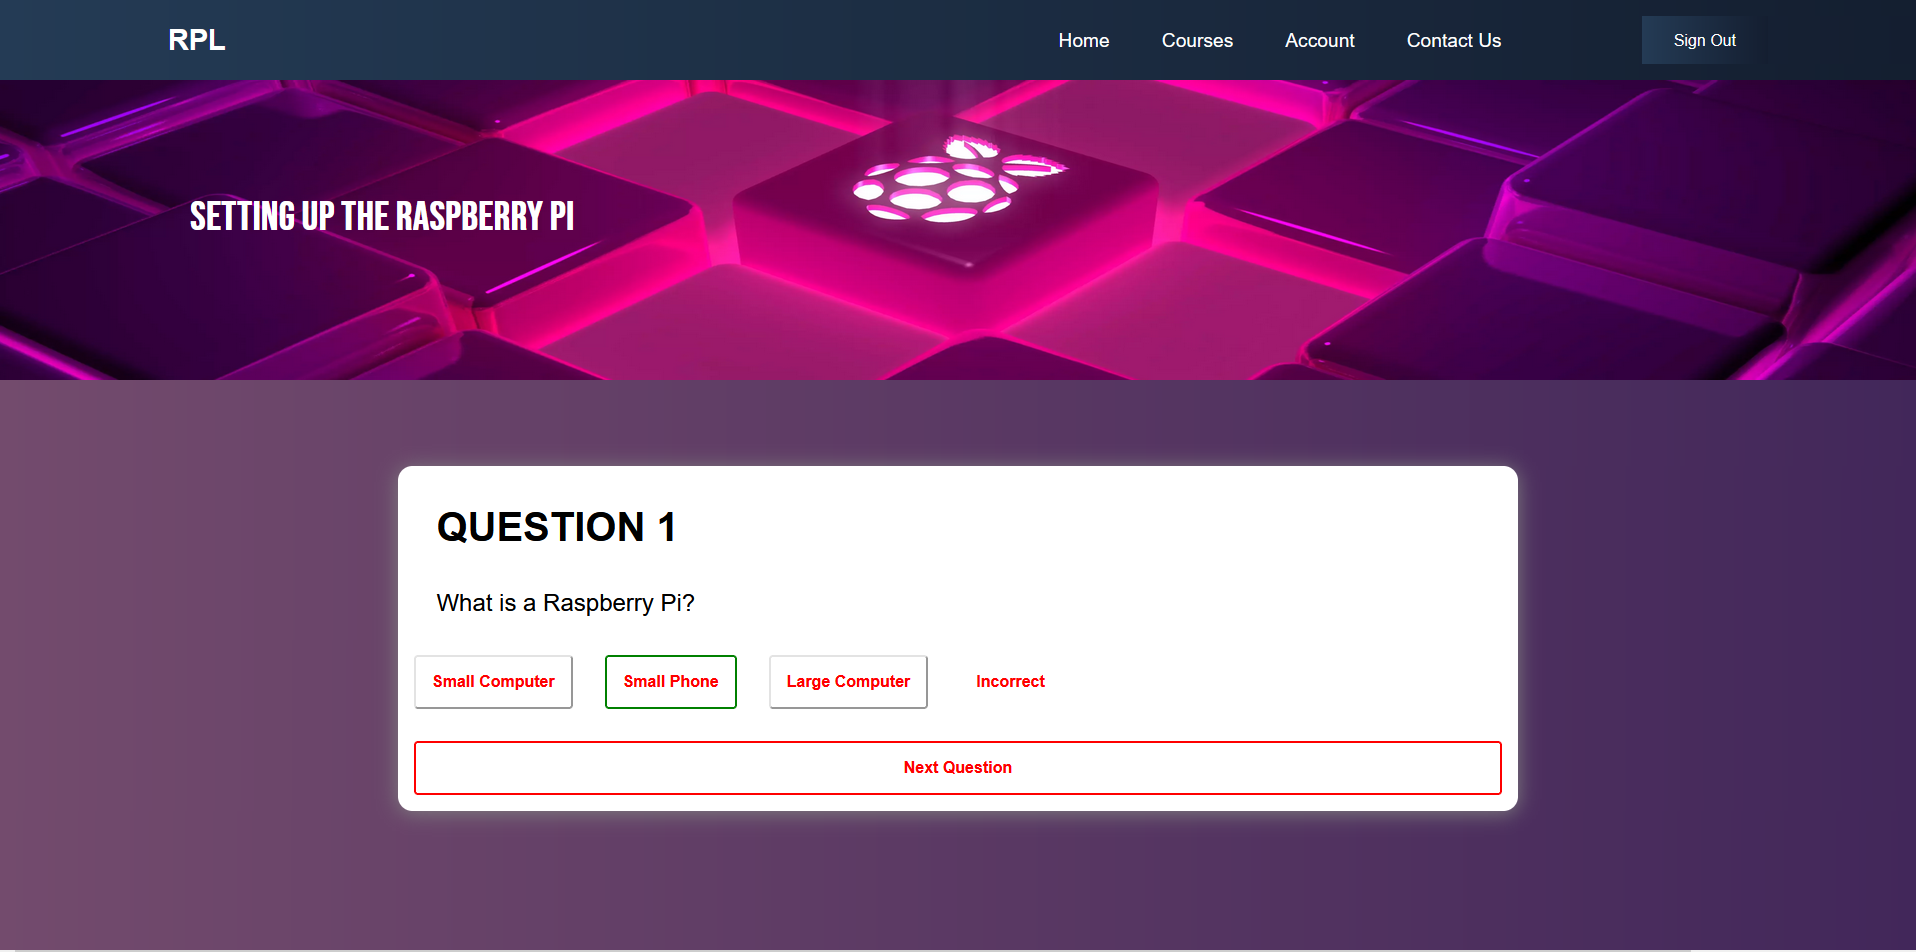 RPL
Home Courses Account Contact Us Sign Out
SETTING UP THE RASPBERRY PI
QUESTION 1
What is a Raspberry Pi?
Small Computer Small Phone Large Computer Incorrect
Next Question